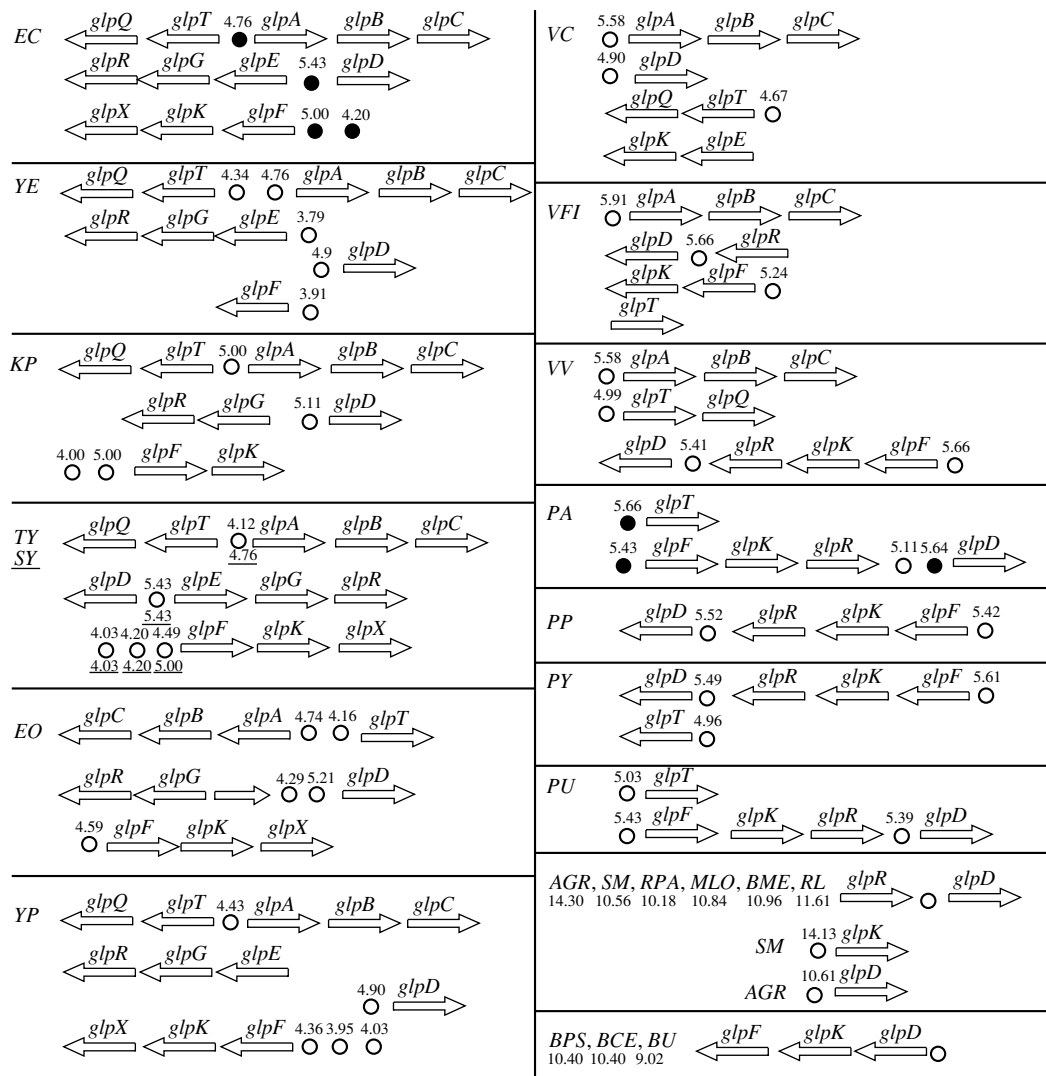 EC glpQ glpT 4.76 glpA glpB glpC
glpR glpG glpE 5.43 glpD
glpX glpK glpF 5.00 4.20
YE glpQ glpT 4.34 4.76 glpA glpB glpC
glpR glpG glpE 3.79
4.9 glpD
glpF 3.91
KP glpQ glpT 5.00 glpA glpB glpC
glpR glpG 5.11 glpD
4.00 5.00 glpF glpK
TY glpQ glpT 4.12 glpA glpB glpC
SY 4.76
glpD 5.43 glpE glpG glpR
5.43
4.03 4.20 4.49 glpF glpK glpX
4.03 4.20 5.00
EO glpC glpB glpA 4.74 4.16 glpT
glpR glpG 4.29 5.21 glpD
4.59 glpF glpK glpX
YP glpQ glpT 4.43 glpA glpB glpC
glpR glpG glpE
4.90 glpD
glpX glpK glpF 4.36 3.95 4.03
VC 5.58 glpA glpB glpC
4.90 glpD
glpQ glpT 4.67
glpK glpE
VFI 5.91 glpA glpB glpC
glpD 5.66 glpR
glpK glpF 5.24
glpT
VV 5.58 glpA glpB glpC
4.99 glpT glpQ
glpD 5.41 glpR glpK glpF 5.66
PA 5.66 glpT
5.43 glpF glpK glpR 5.11 5.64 glpD
PP glpD 5.52 glpR glpK glpF 5.42
PY glpD 5.49 glpR glpK glpF 5.61
glpT 4.96
PU 5.03 glpT
5.43 glpF glpK glpR 5.39 glpD
AGR, SM, RPA, MLO, BME, RL glpR glpD
14.30 10.56 10.18 10.84 10.96 11.61
SM 14.13 glpK
AGR 10.61 glpD
BPS, BCE, BU glpF glpK glpD
10.40 10.40 9.02